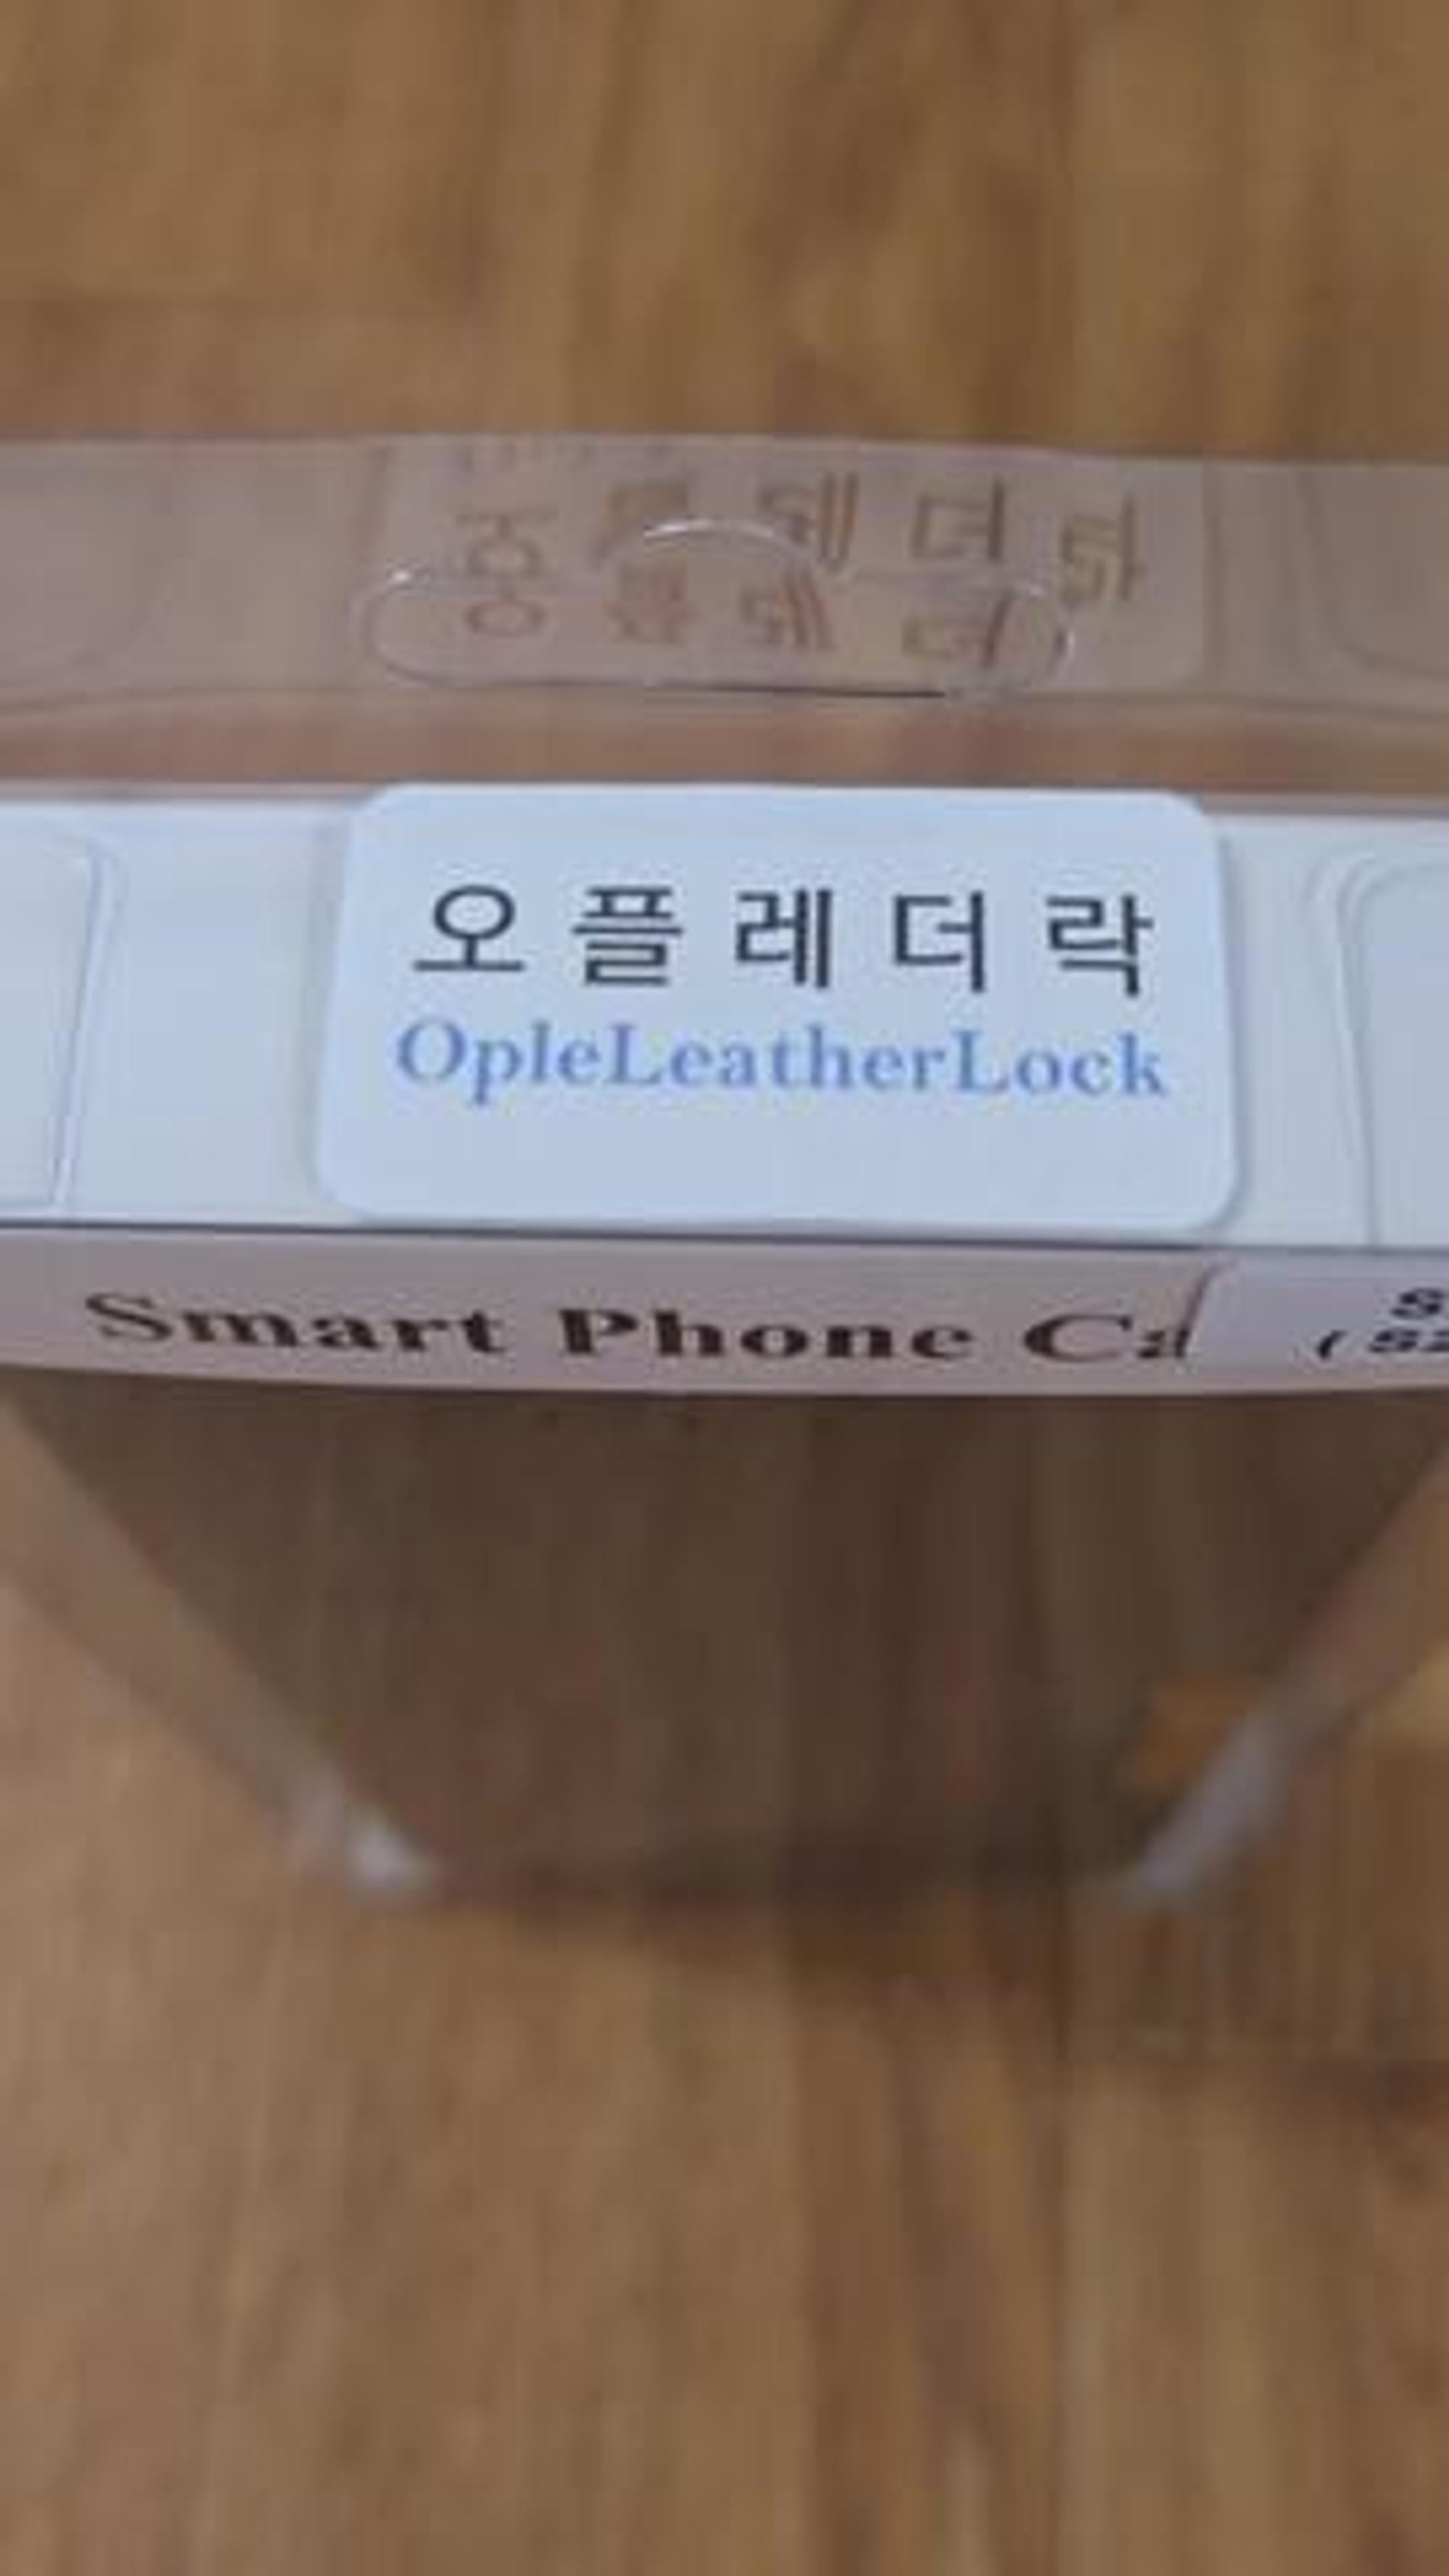 오플레더락
OpleLeatherLock
Smart Phone